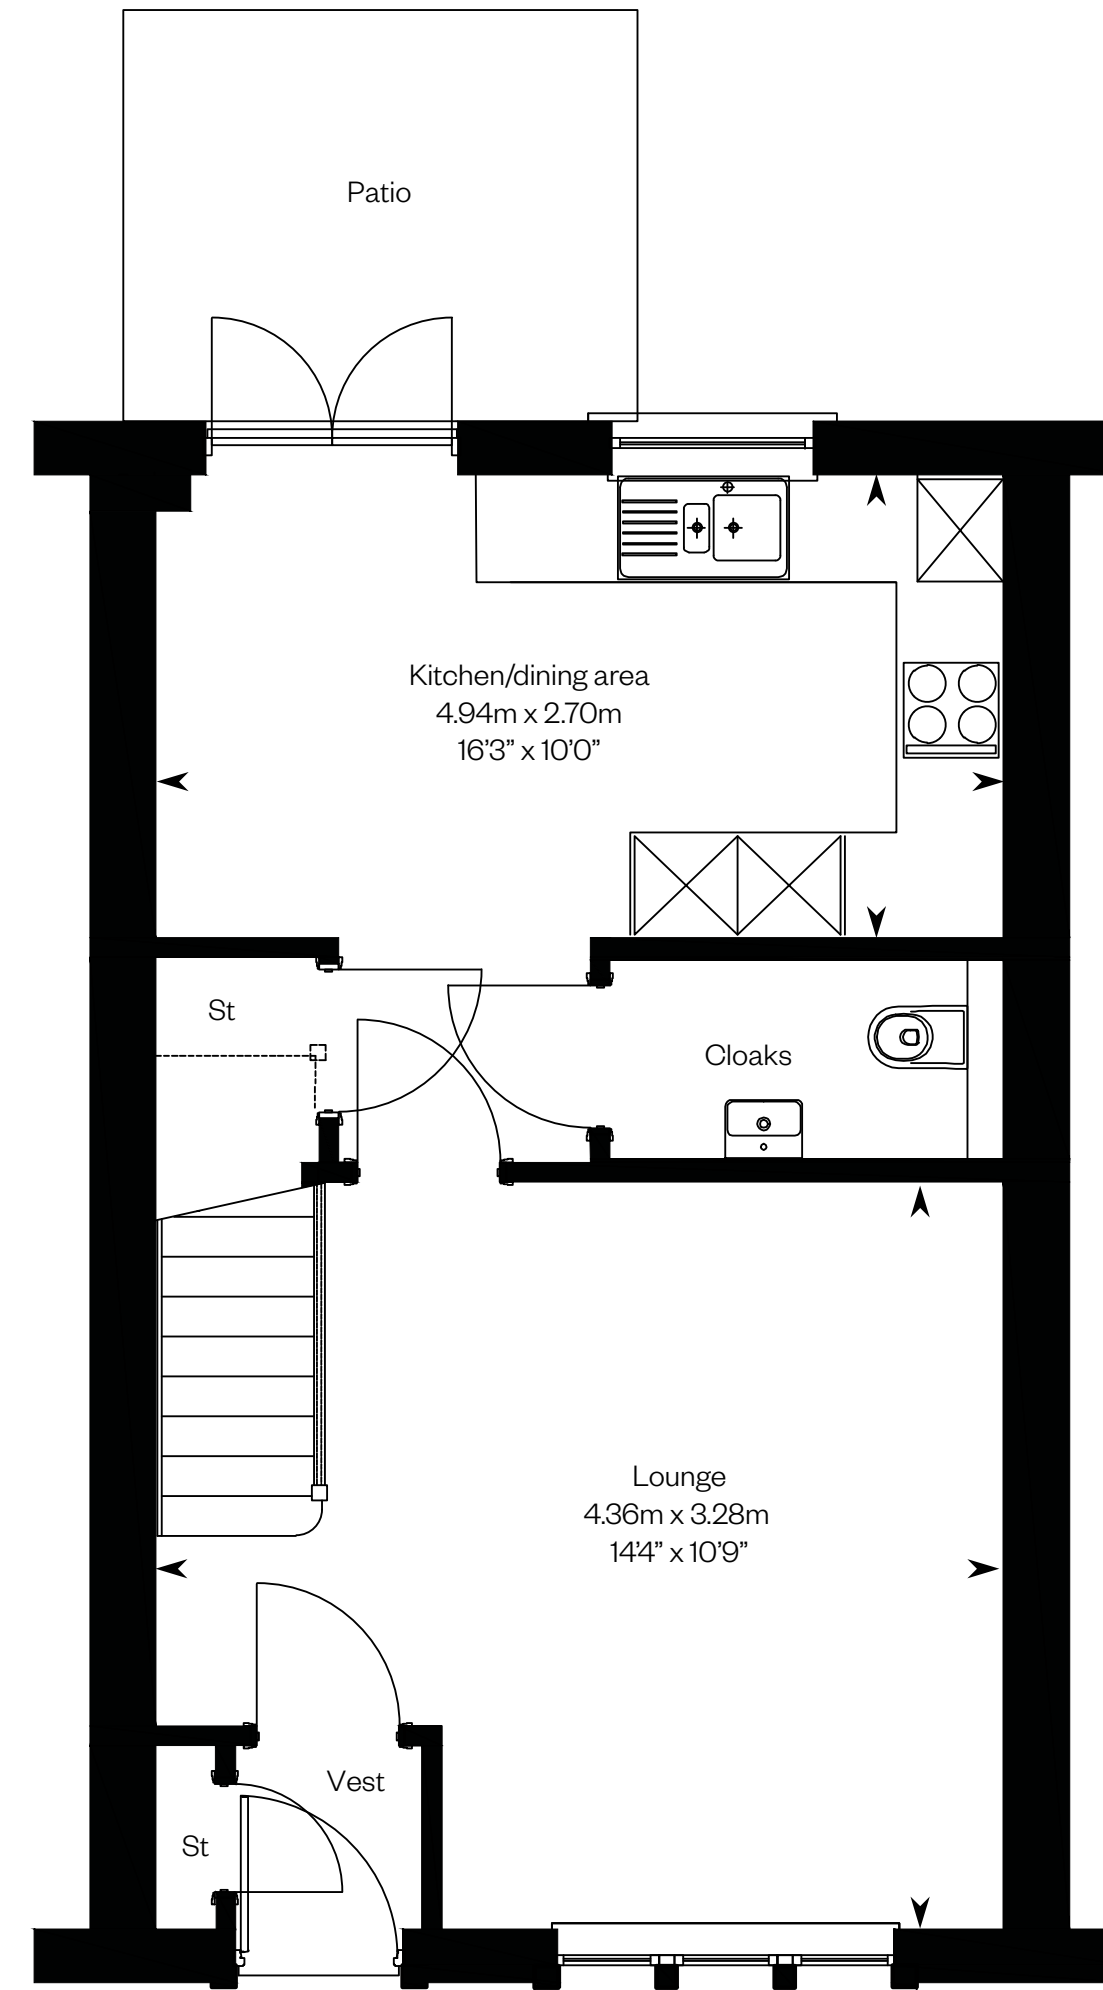 Patio
Kitchen/dining area
4.94m x 2.70m
16’3” x 10’0”
St
Cloaks
Lounge
4.36m x 3.28m
14’4” x 10’9”
Vest
St